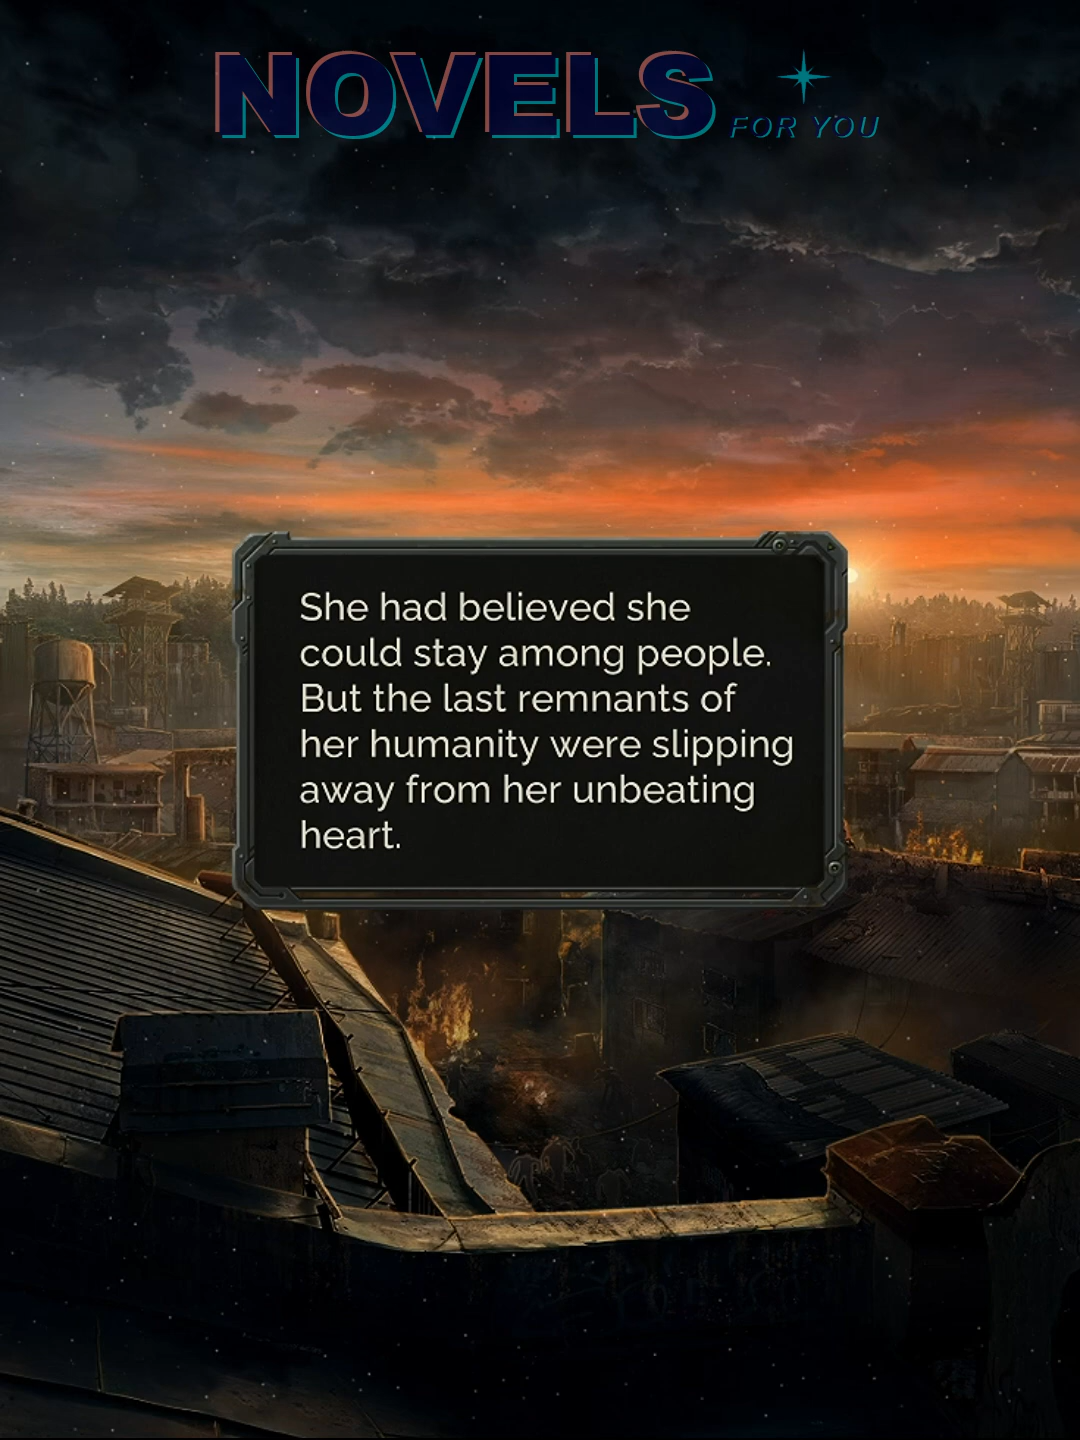 NOVELS
FOR YOU
She had believed she
could stay among people.
But the last remnants of
her humanity were slipping
away from her unbeating
heart.